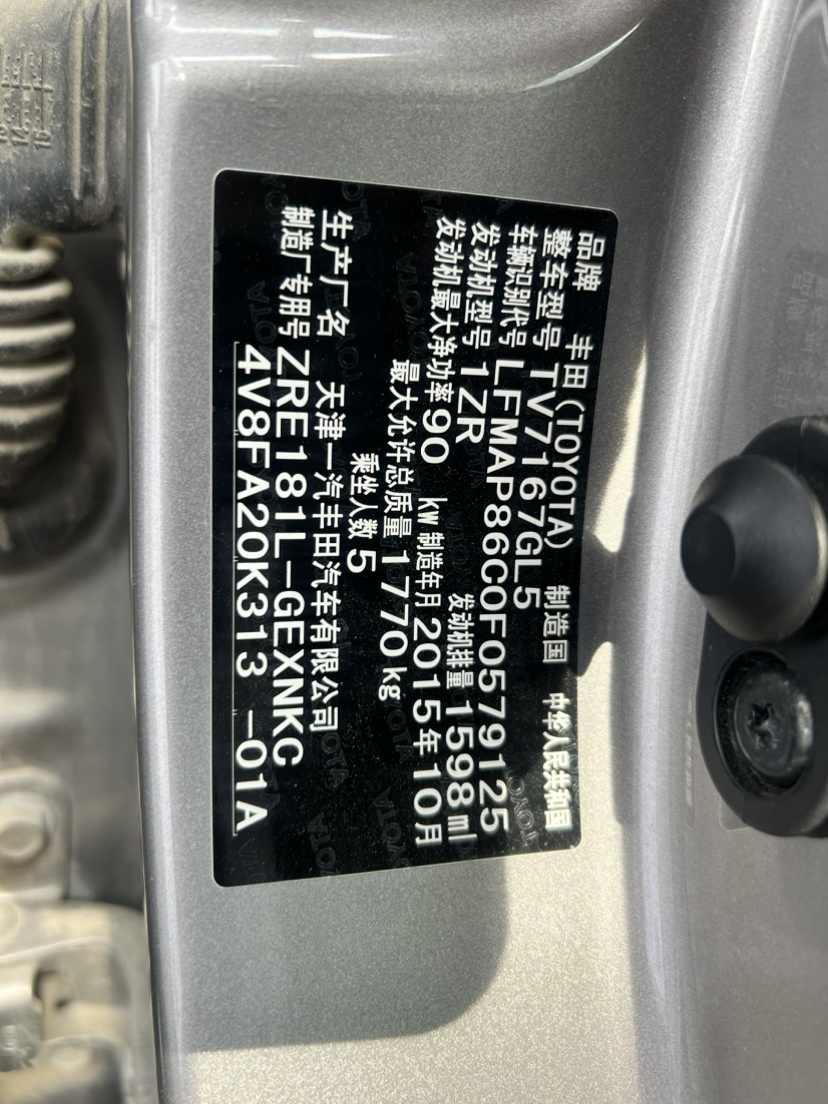 品牌 丰田(TOYOTA) 制造国 中华人民共和国
整车型号 TV7167GL5
车辆识别代号 LFMAP86C0F0579125
发动机型号 1ZR 发动机排量 1598 ml
发动机最大净功率 90 kw 制造年月 2015年10月
最大允许总质量 1770 kg
乘坐人数 5
生产厂名 天津一汽丰田汽车有限公司
制造厂专用号 ZRE181L-GEXNKC
4V8FA20K313 -01A